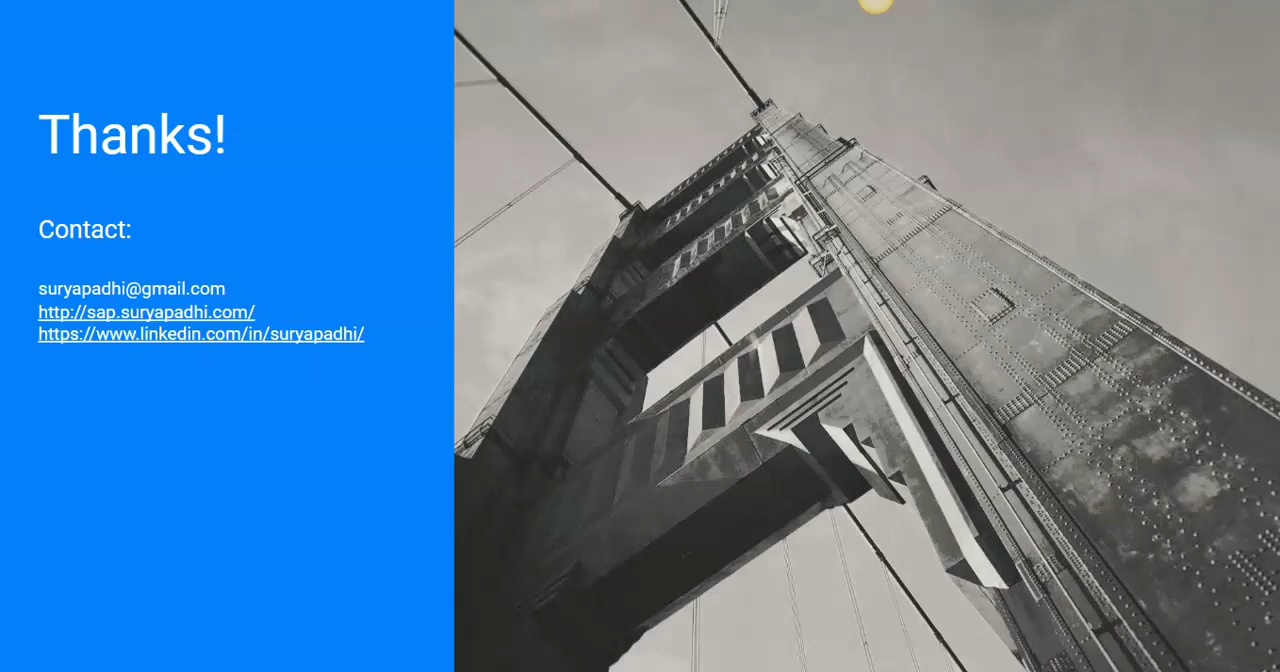 Thanks!
Contact:
suryapadhi@gmail.com
http://sap.suryapadhi.com/
https://www.linkedin.com/in/suryapadhi/